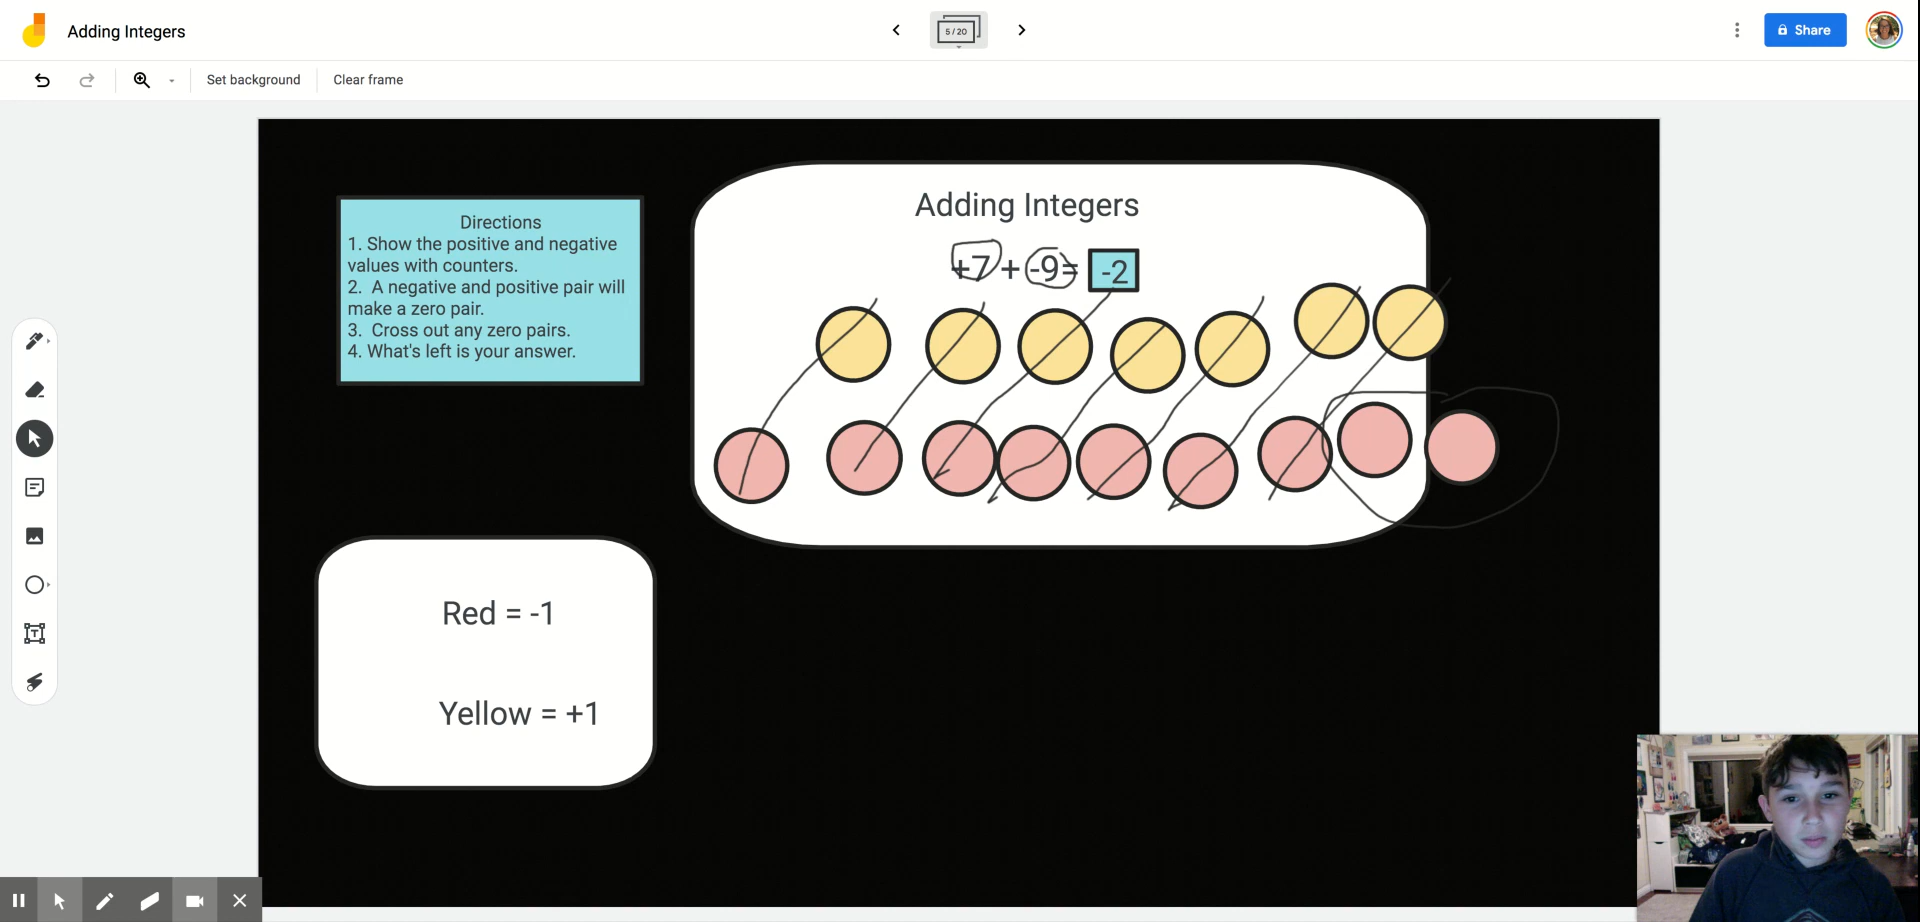 Adding Integers
5 / 20
Share
Set background
Clear frame
Directions
1. Show the positive and negative
values with counters.
2.  A negative and positive pair will
make a zero pair.
3.  Cross out any zero pairs.
4. What's left is your answer.
Adding Integers
+7 + -9= -2
Red = -1
Yellow = +1